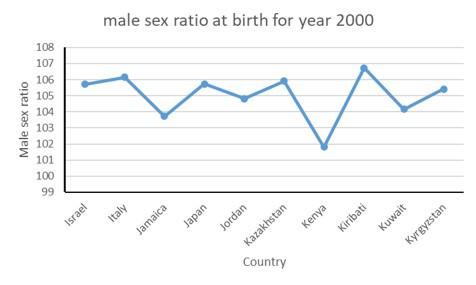 male sex ratio at birth for year 2000
108
107
106
105
104
103
102
101
100
99
Male sex ratio
Israel
Italy
Jamaica
Japan
Jordan
Kazakhstan
Kenya
Kiribati
Kuwait
Kyrgyzstan
Country